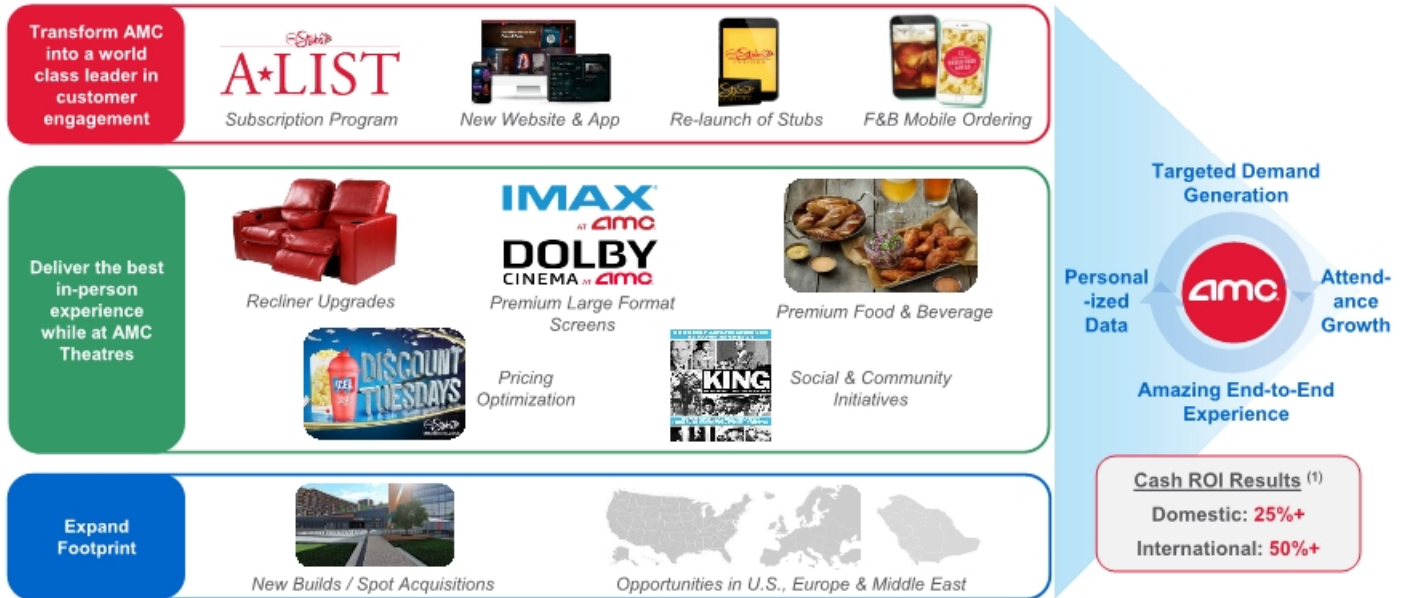 Transform AMC
into a world
class leader in
customer
engagement
Stubs
A★LIST
Subscription Program
New Website & App
Stubs
Re-launch of Stubs
F&B Mobile Ordering
Deliver the best
in-person
experience
while at AMC
Theatres
Recliner Upgrades
IMAX
AT amc
DOLBY
CINEMA AT amc
Premium Large Format
Screens
Premium Food & Beverage
DISCOUNT
TUESDAYS
Pricing
Optimization
KING
Social & Community
Initiatives
Expand
Footprint
New Builds / Spot Acquisitions
Opportunities in U.S., Europe & Middle East
Targeted Demand
Generation
Personal
-ized
Data
amc
Attend-
ance
Growth
Amazing End-to-End
Experience
Cash ROI Results (1)
Domestic: 25%+
International: 50%+